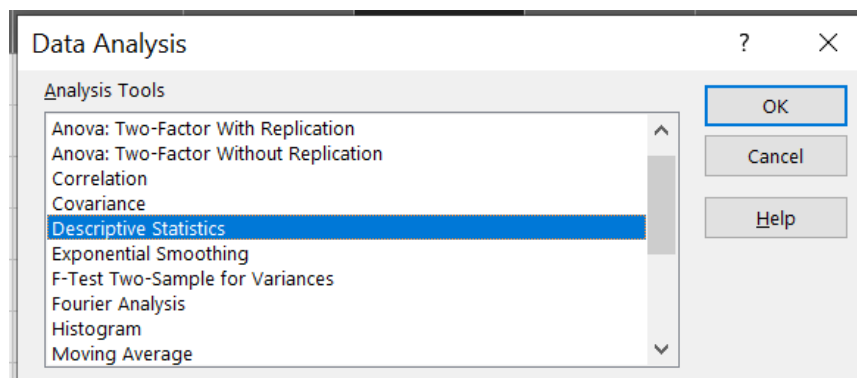 Data Analysis
?
Analysis Tools
Anova: Two-Factor With Replication
Anova: Two-Factor Without Replication
Correlation
Covariance
Descriptive Statistics
Exponential Smoothing
F-Test Two-Sample for Variances
Fourier Analysis
Histogram
Moving Average
OK
Cancel
Help